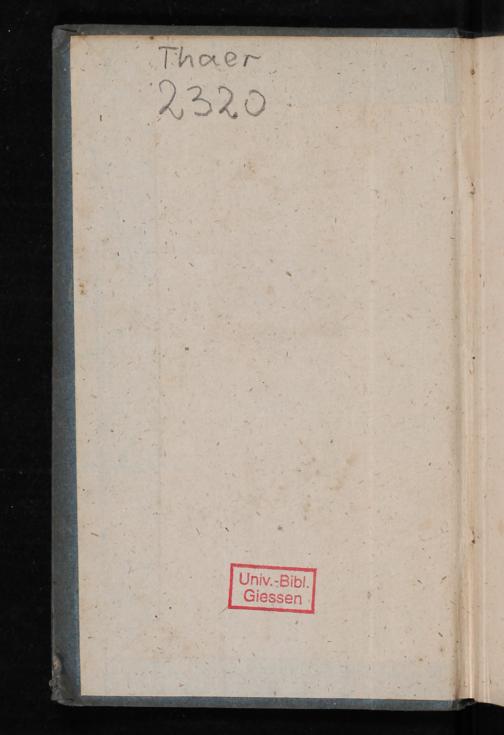 Thaer
2320
Univ.-Bibl.
Giessen